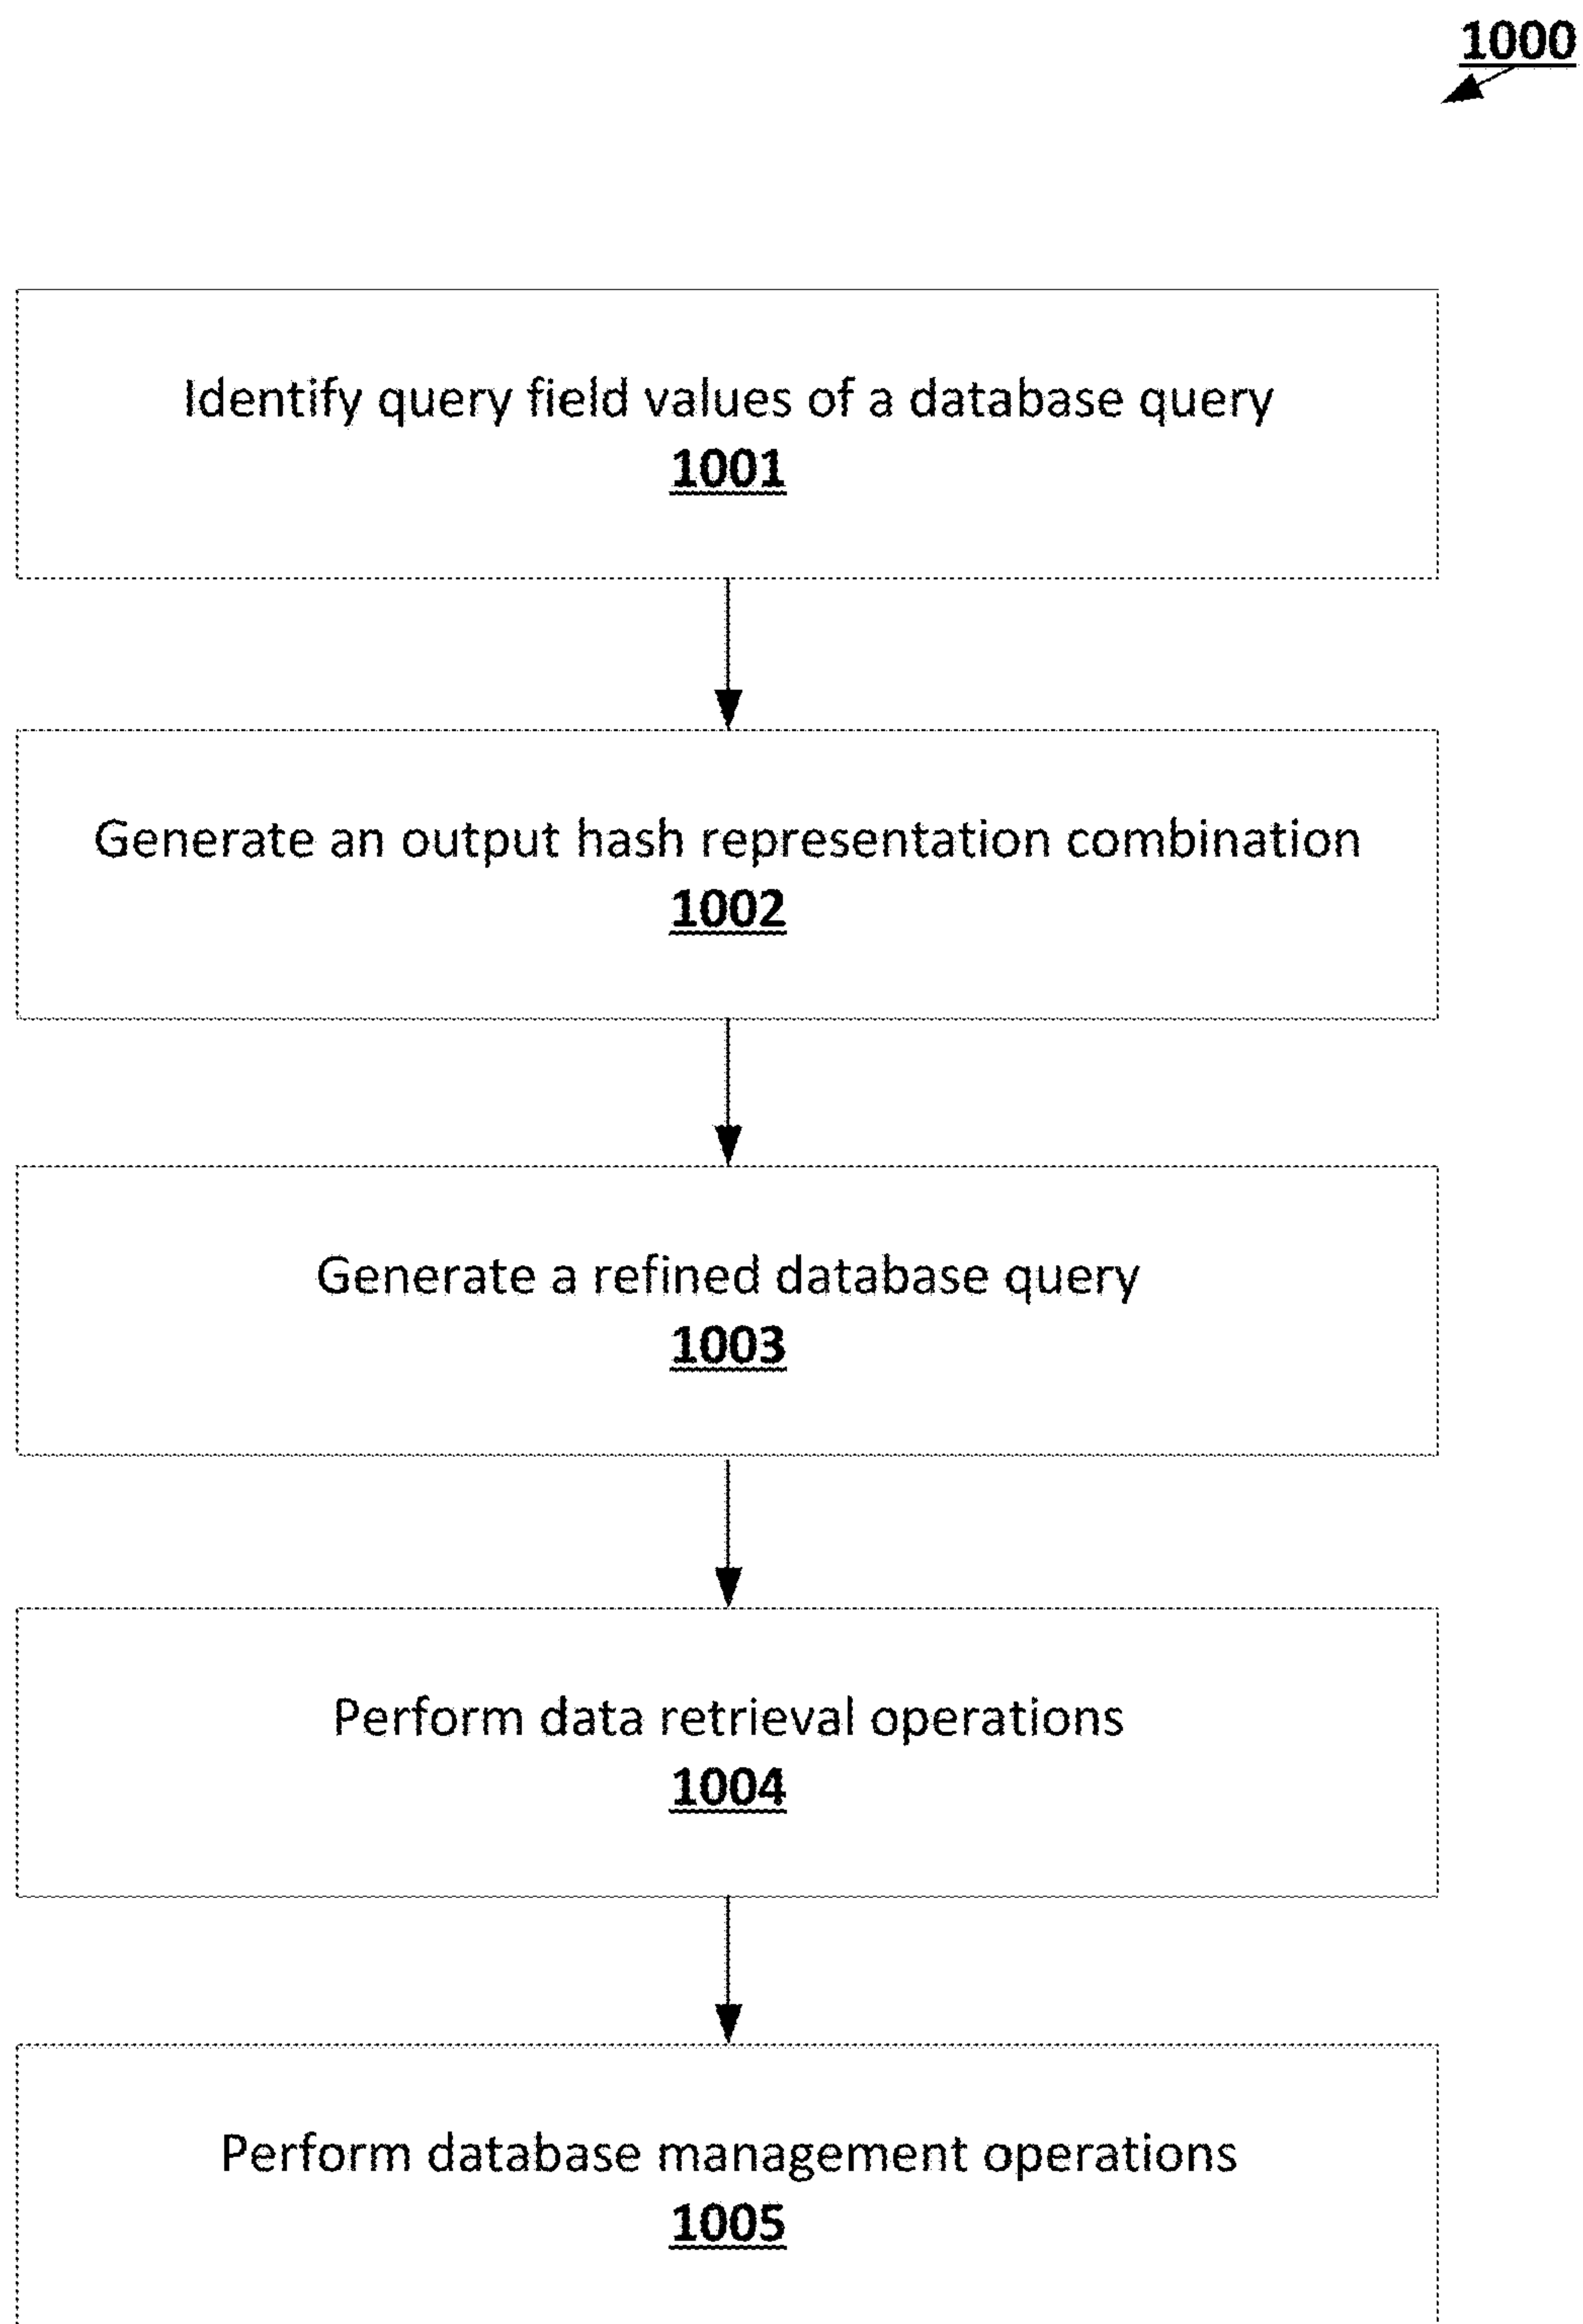 1000
Identify query field values of a database query
1001
Generate an output hash representation combination
1002
Generate a refined database query
1003
Perform data retrieval operations
1004
Perform database management operations
1005